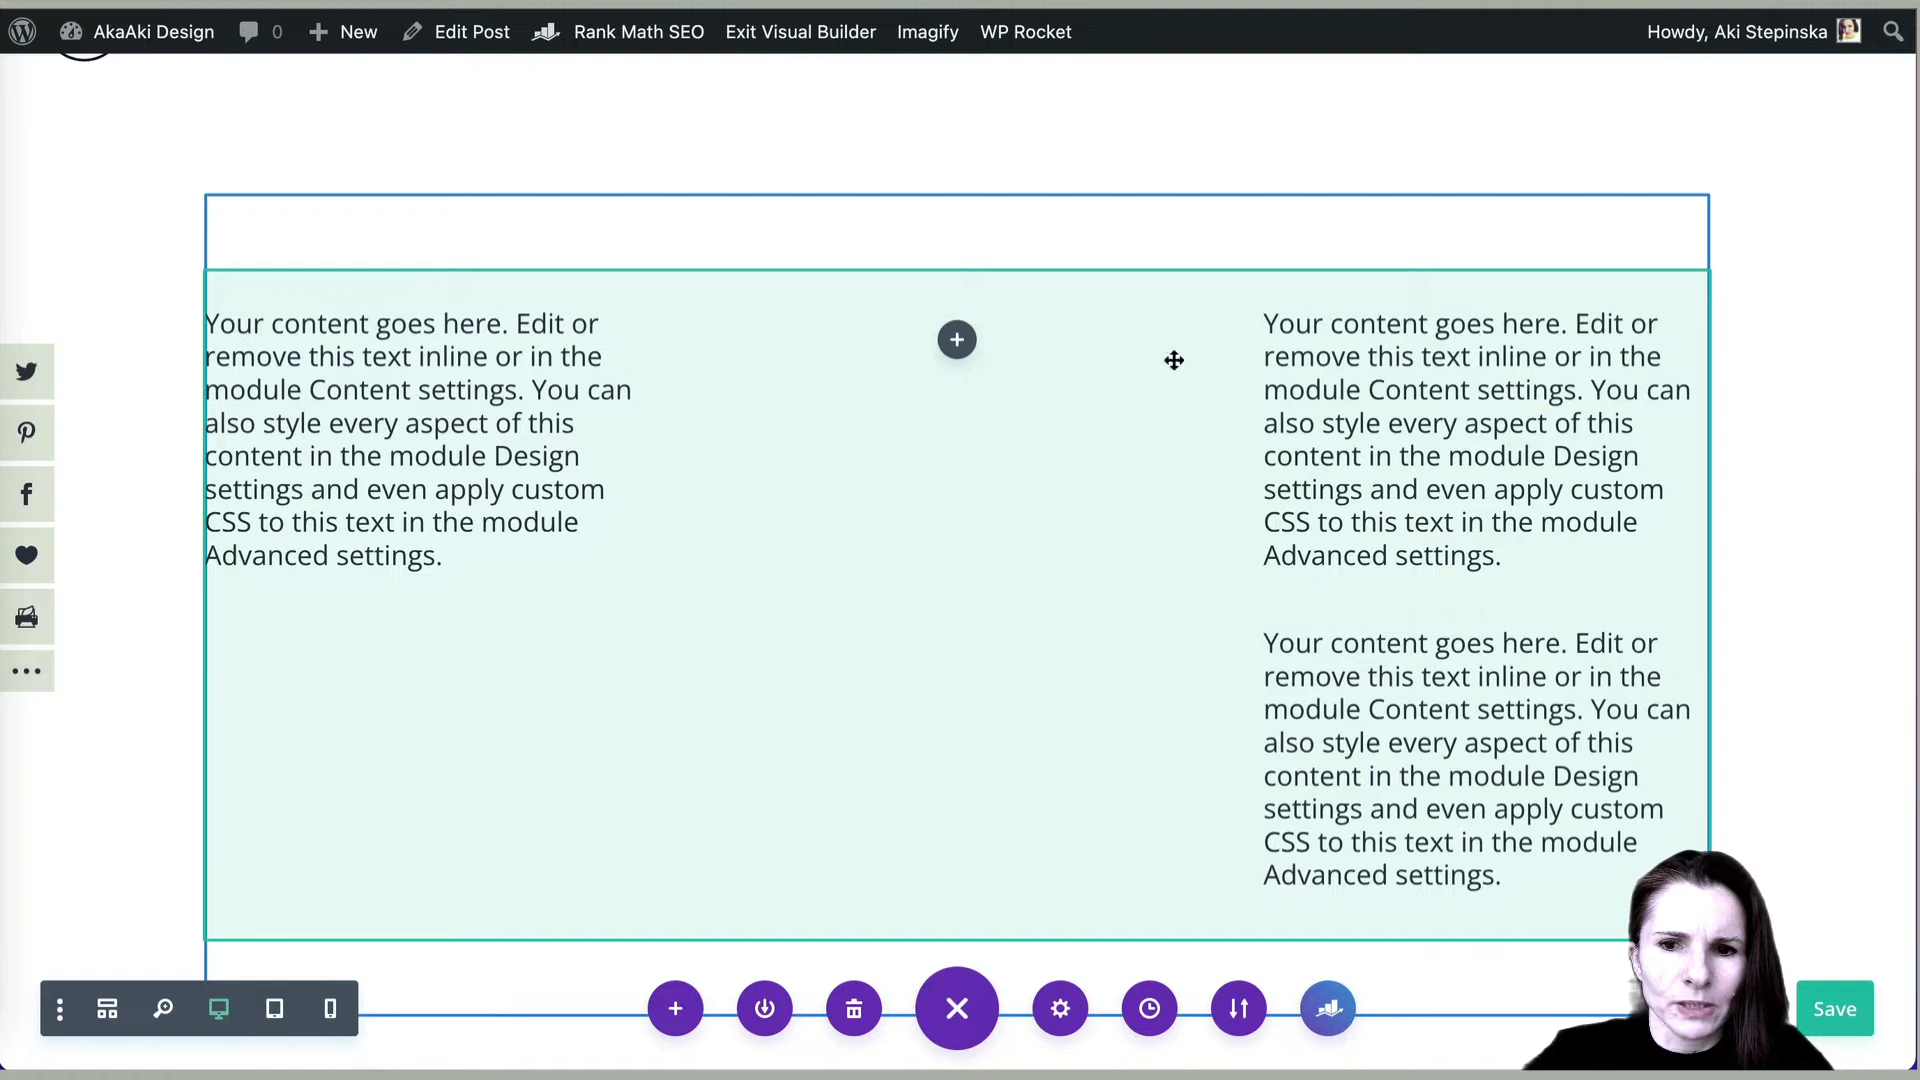 AkaAki Design 0 New Edit Post Rank Math SEO Exit Visual Builder Imagify WP Rocket Howdy, Aki Stepinska
Your content goes here. Edit or
remove this text inline or in the
module Content settings. You can
also style every aspect of this
content in the module Design
settings and even apply custom
CSS to this text in the module
Advanced settings.
Your content goes here. Edit or
remove this text inline or in the
module Content settings. You can
also style every aspect of this
content in the module Design
settings and even apply custom
CSS to this text in the module
Advanced settings.
Your content goes here. Edit or
remove this text inline or in the
module Content settings. You can
also style every aspect of this
content in the module Design
settings and even apply custom
CSS to this text in the module
Advanced settings.
Save